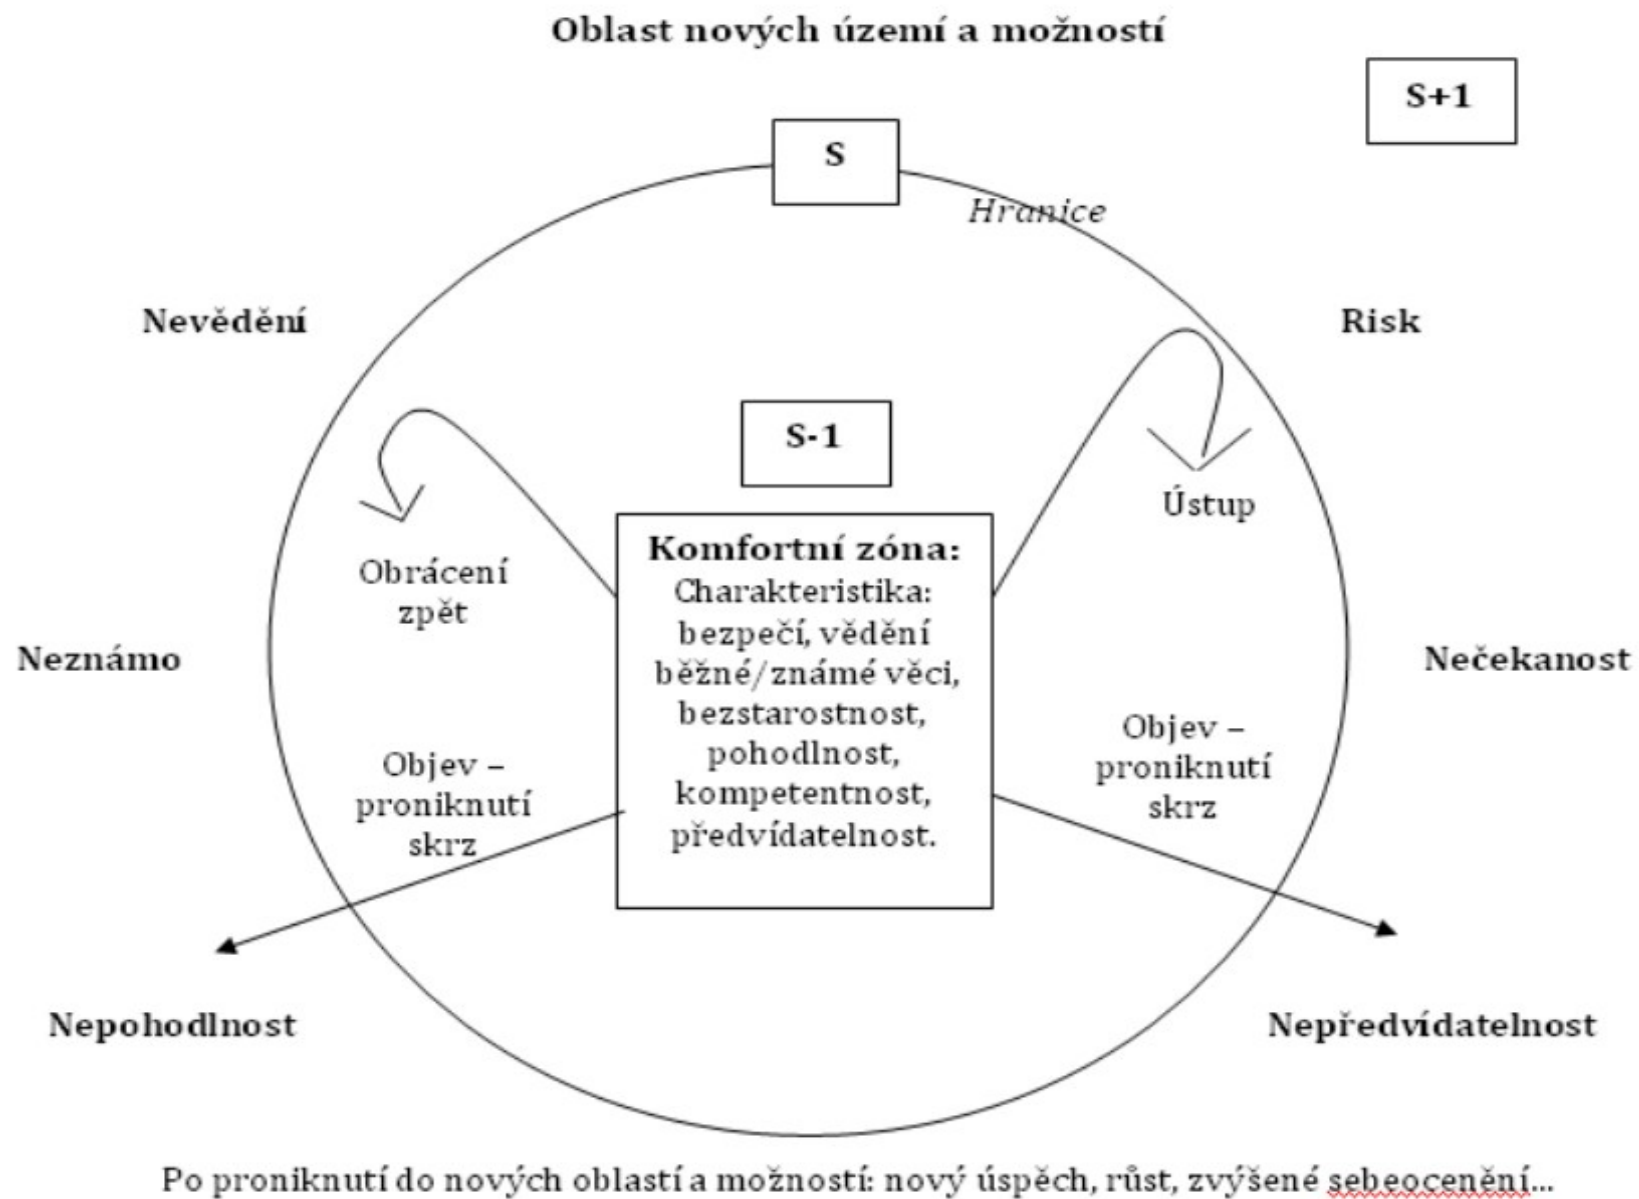 Oblast nových území a možností
S+1
S
Hranice
Nevědění
Risk
S-1
Ústup
Komfortní zóna:
Charakteristika:
bezpečí, vědění
běžné/známé věci,
bezstarostnost,
pohodlnost,
kompetentnost,
předvídatelnost.
Obrácení
zpět
Neznámo
Nečekanost
Objev –
proniknutí
skrz
Objev –
proniknutí
skrz
Nepohodlnost
Nepředvídatelnost
Po proniknutí do nových oblastí a možností: nový úspěch, růst, zvýšené sebeocenění...